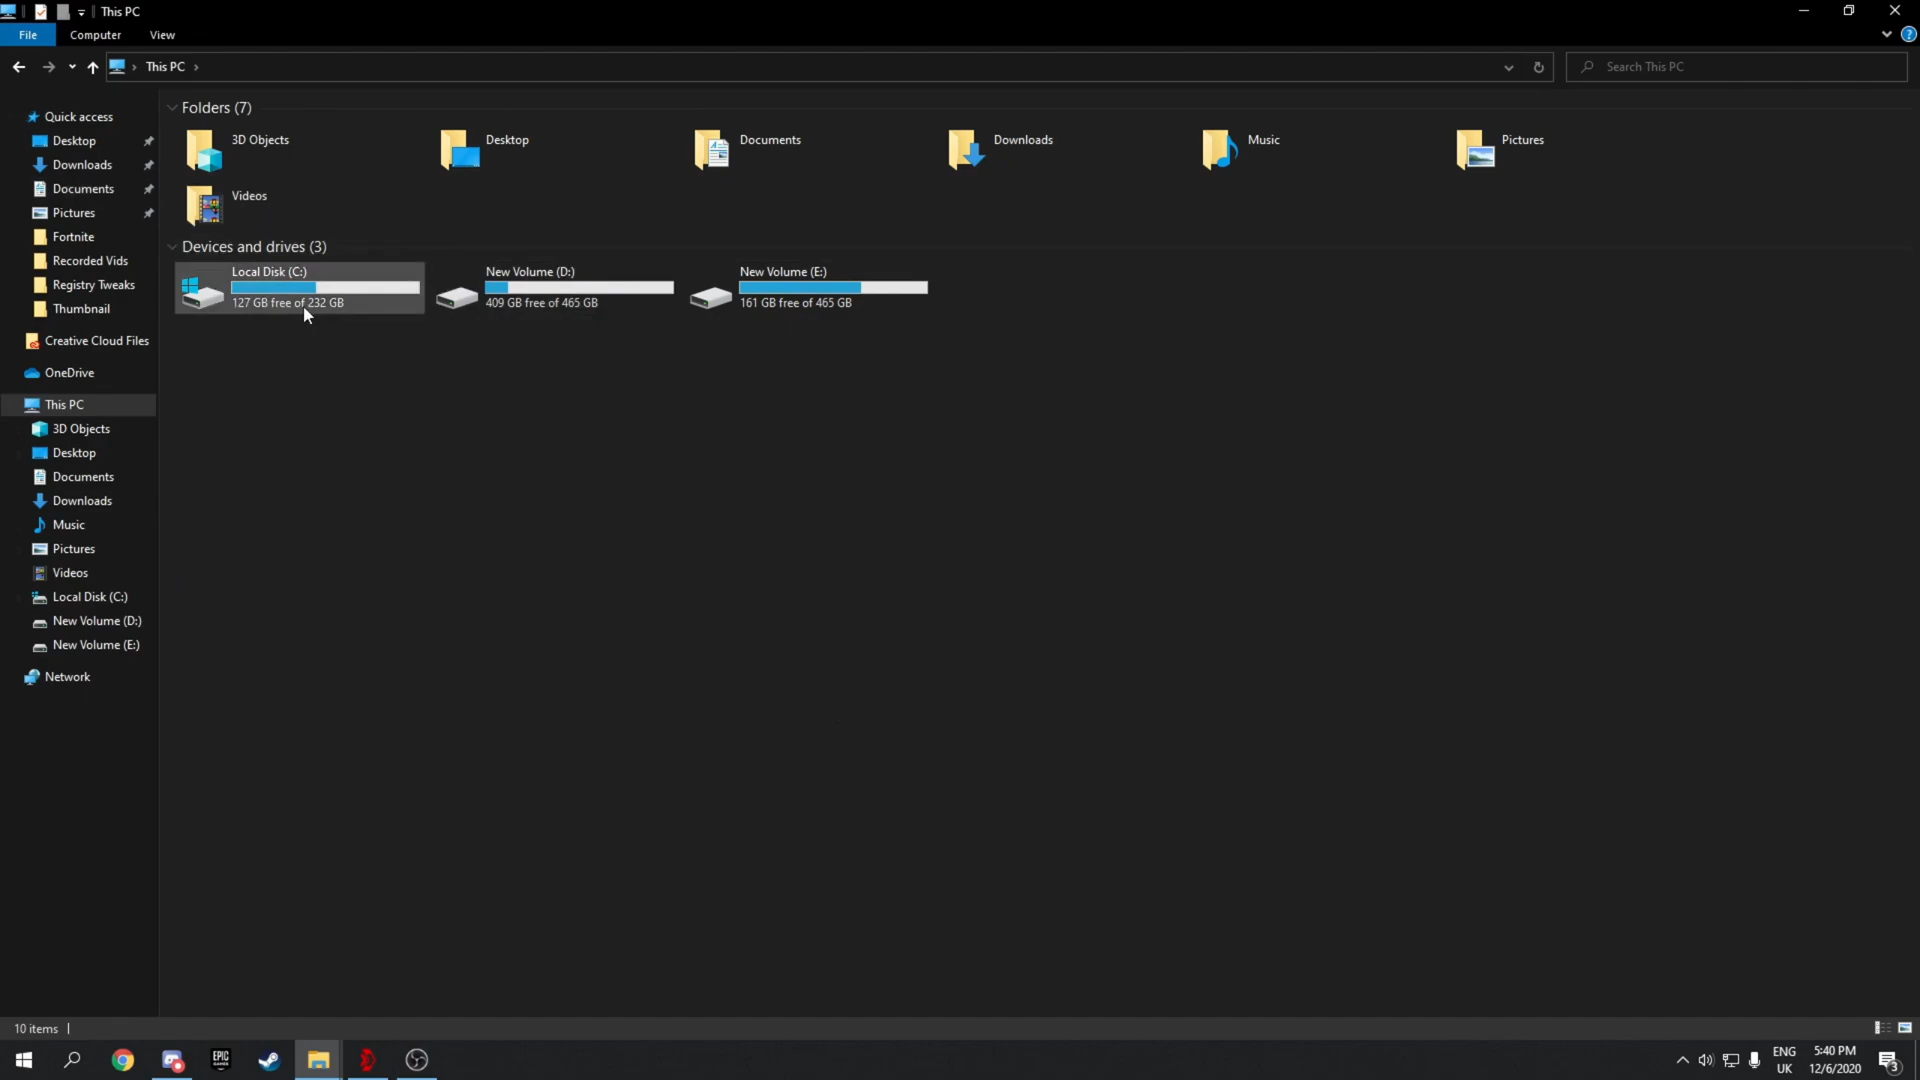 This PC
File
Computer
View
This PC
Search This PC
Quick access
Desktop
Downloads
Documents
Pictures
Fortnite
Recorded Vids
Registry Tweaks
Thumbnail
Creative Cloud Files
OneDrive
This PC
3D Objects
Desktop
Documents
Downloads
Music
Pictures
Videos
Local Disk (C:)
New Volume (D:)
New Volume (E:)
Network
Folders (7)
3D Objects
Desktop
Documents
Downloads
Music
Pictures
Videos
Devices and drives (3)
Local Disk (C:)
127 GB free of 232 GB
New Volume (D:)
409 GB free of 465 GB
New Volume (E:)
161 GB free of 465 GB
10 items
EPIC
GAMES
ENG
UK
5:40 PM
12/6/2020
3